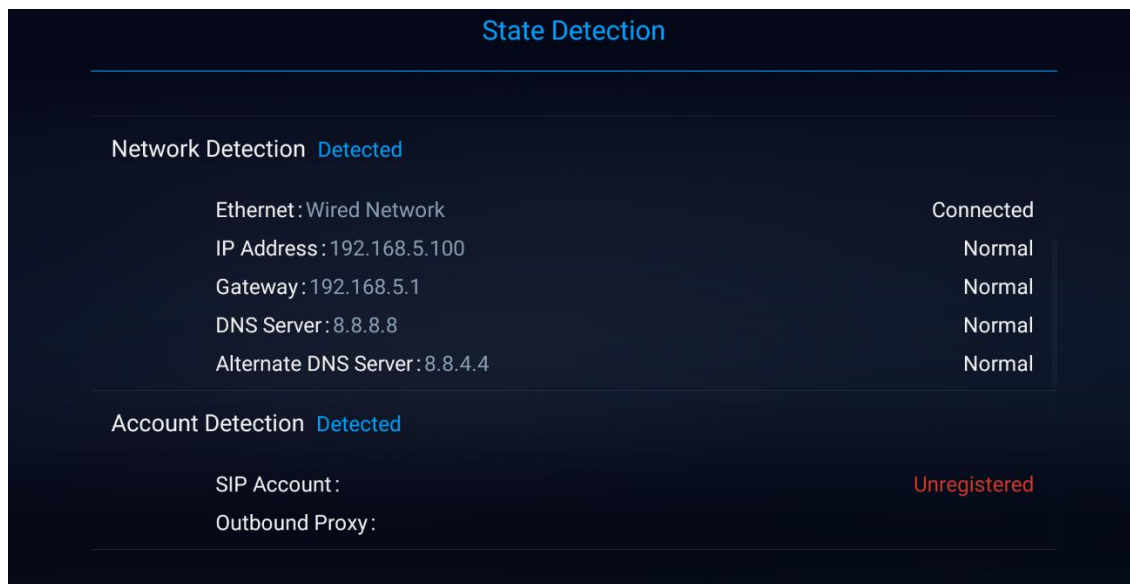 State Detection
Network Detection Detected
Ethernet: Wired Network Connected
IP Address: 192.168.5.100 Normal
Gateway: 192.168.5.1 Normal
DNS Server: 8.8.8.8 Normal
Alternate DNS Server: 8.8.4.4 Normal
Account Detection Detected
SIP Account: Unregistered
Outbound Proxy: